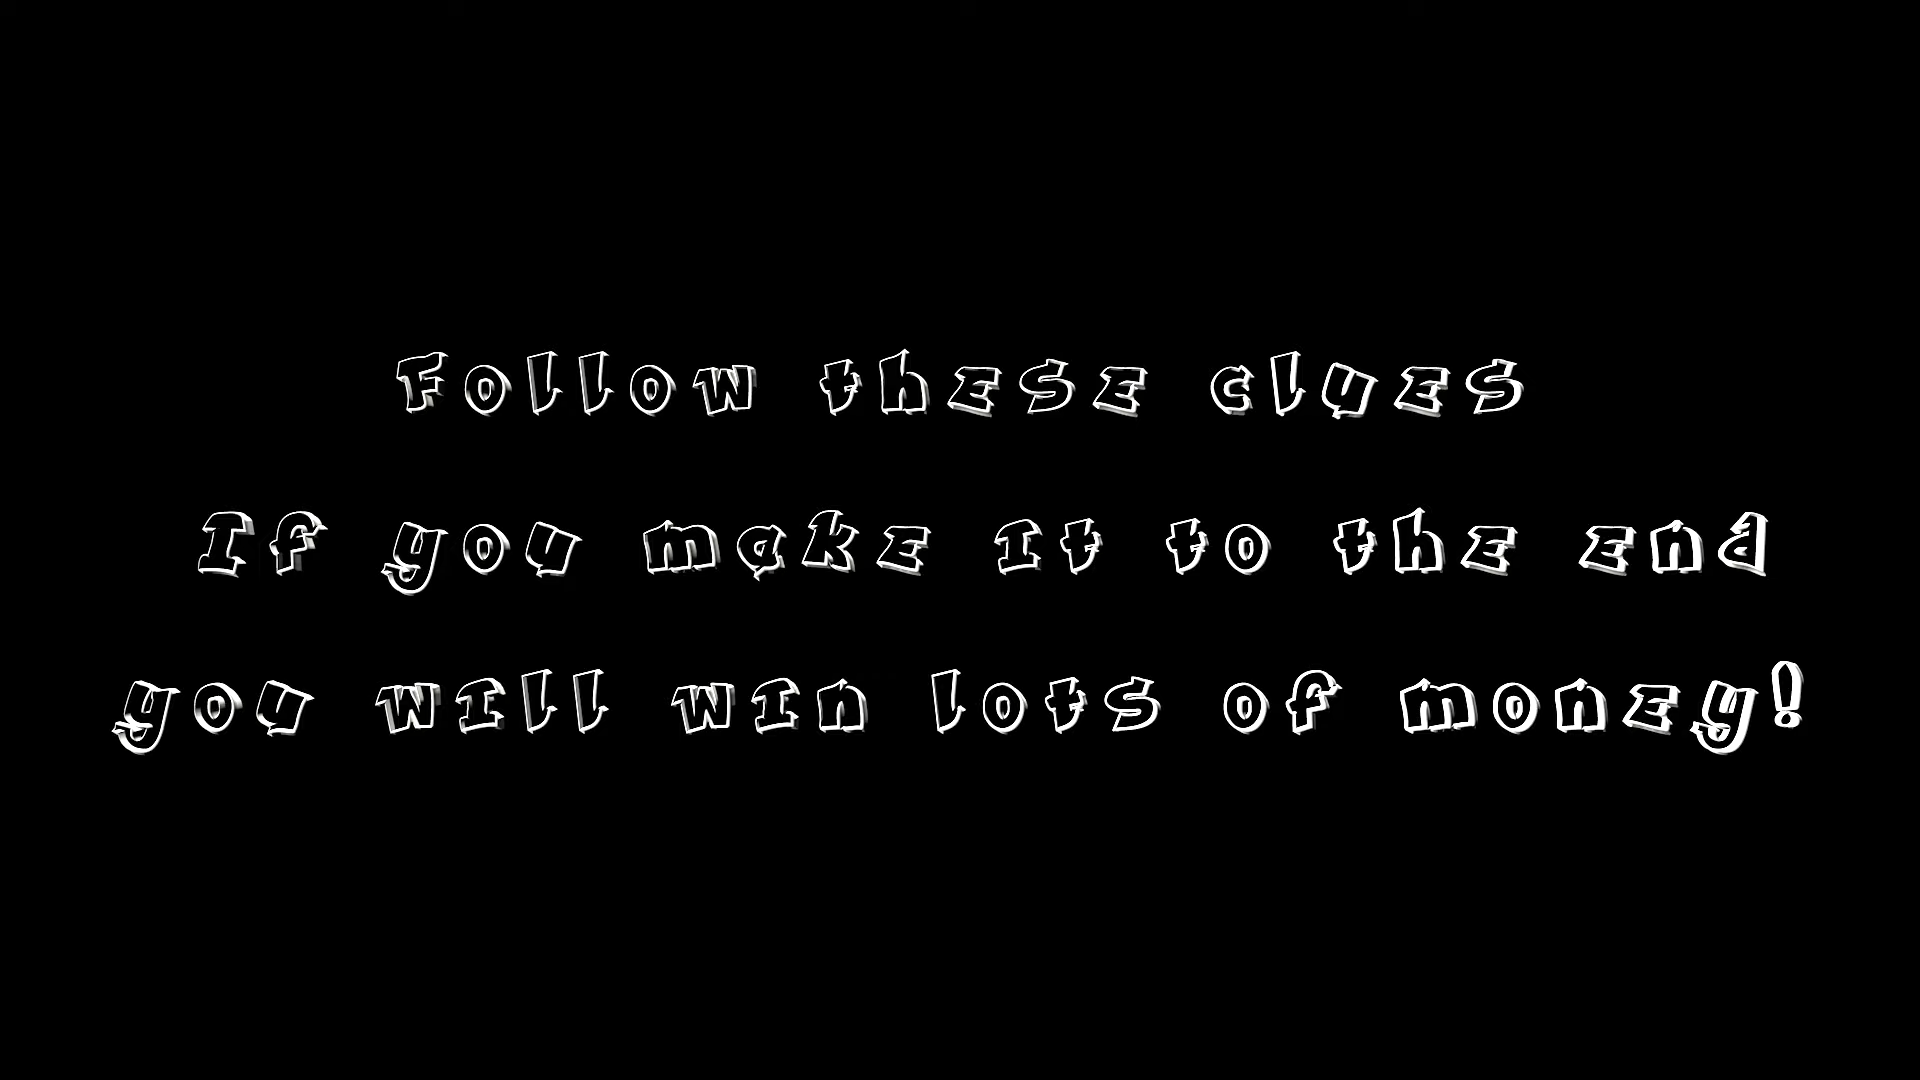 Follow these clues
If you make it to the end
you will win lots of money!